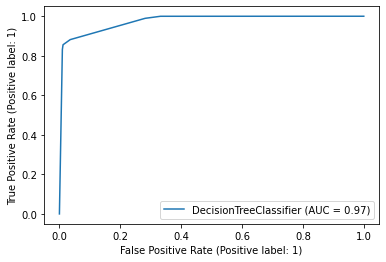 1.0
0.8
0.6
0.4
0.2
0.0
True Positive Rate (Positive label: 1)
DecisionTreeClassifier (AUC = 0.97)
0.0 0.2 0.4 0.6 0.8 1.0
False Positive Rate (Positive label: 1)